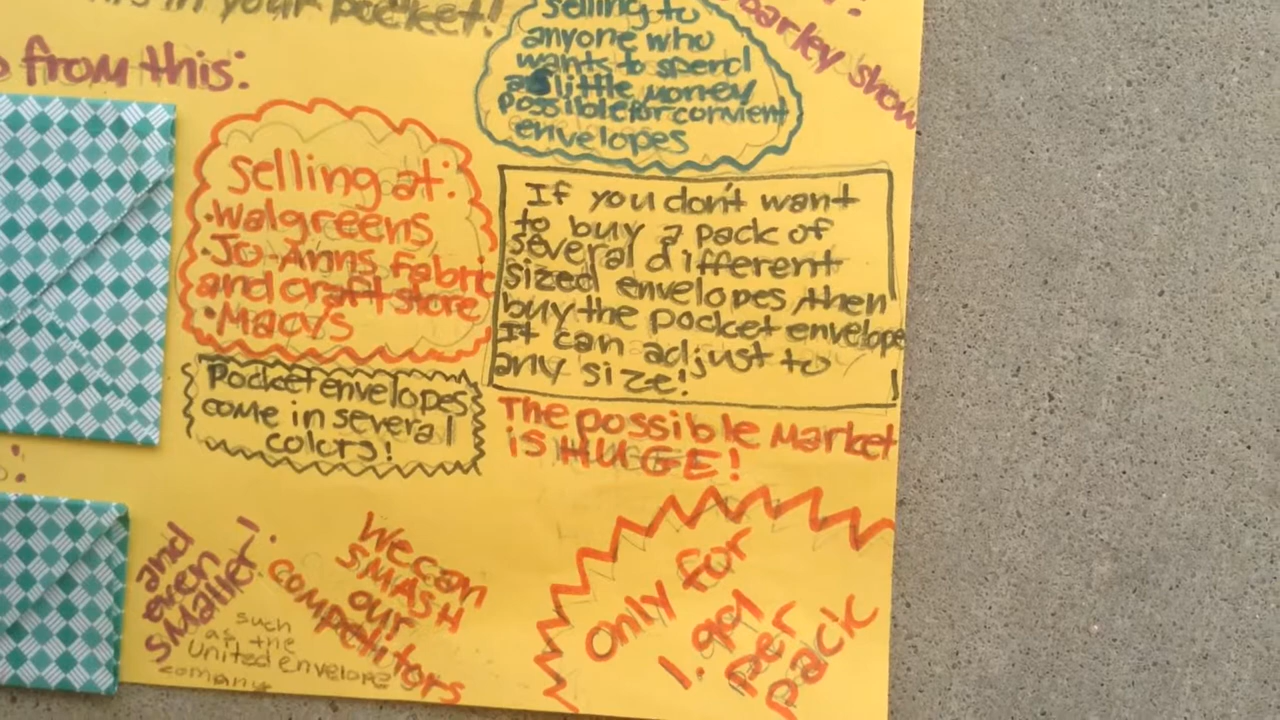 in your pocket!
from this:
selling to
anyone who
wants to spend
as little money
possible for convient
envelopes
barley show
selling at:
•Walgreens
•Jo-Anns fabric
and craft store
•Macys
If you don't want
to buy a pack of
several different
sized envelopes, then
buy the pocket envelope
It can adjust to
any size!
Pocket envelopes
come in several
colors!
The possible Market
is HUGE!
and
even
smaller!
We can
SMASH
our
competitors
such
as the
United envelope
company
only for
1.99!
per
pack